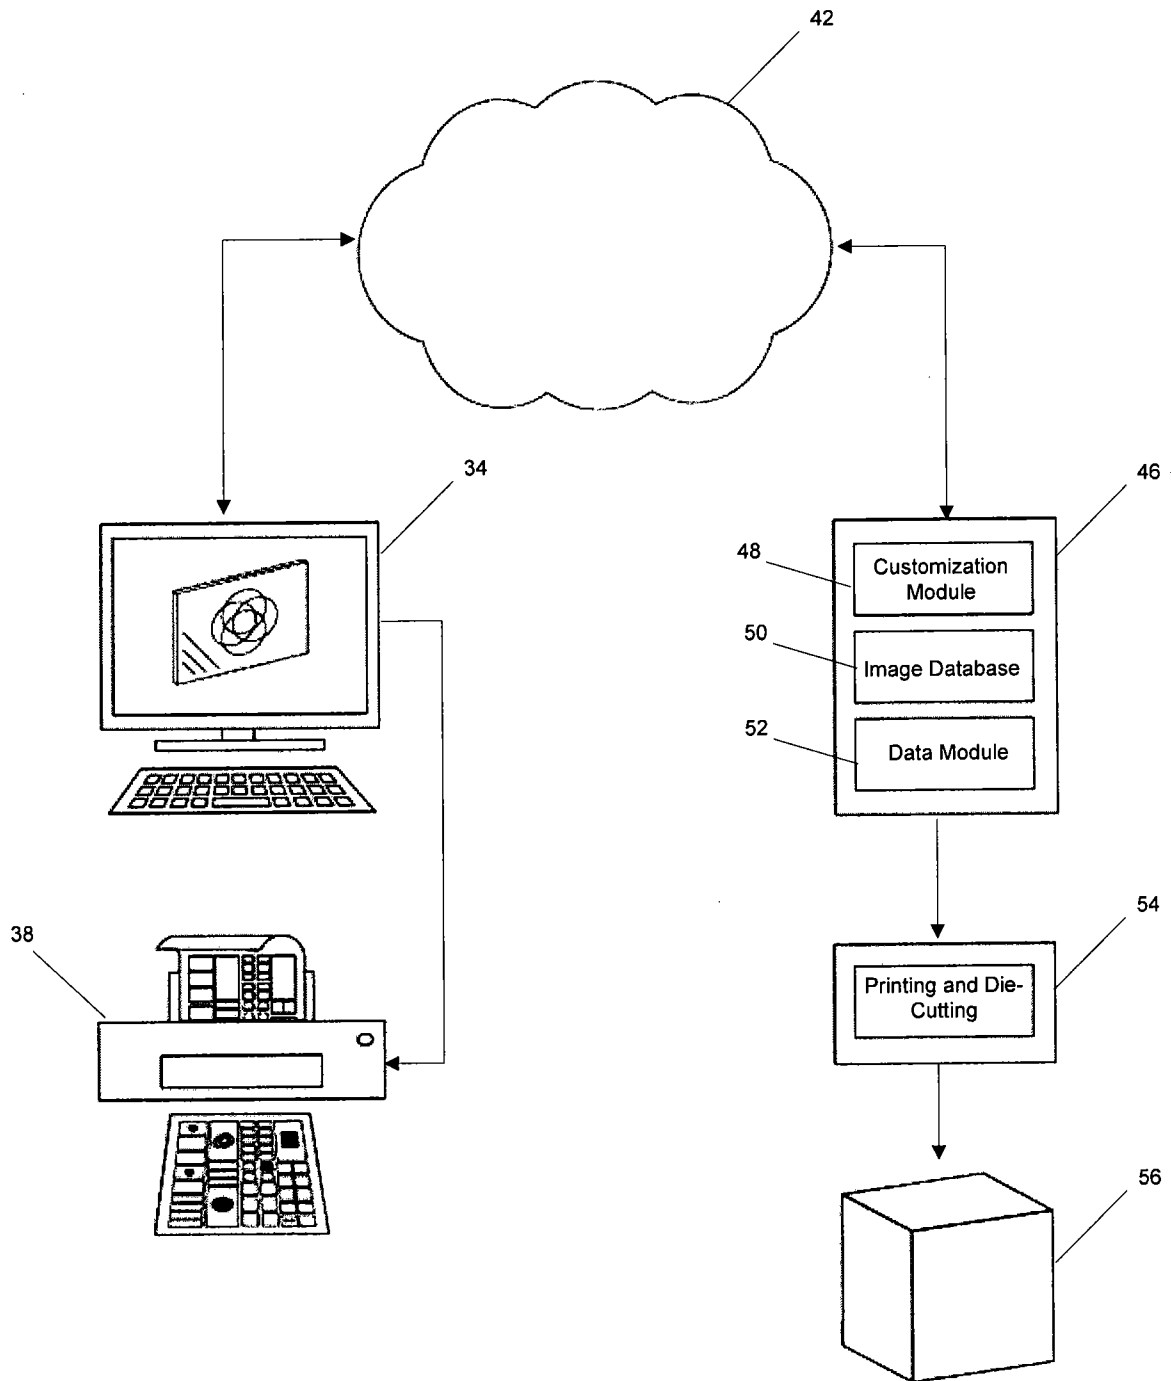 42
34
46
48
Customization
Module
50
Image Database
52
Data Module
38
54
Printing and Die-
Cutting
56